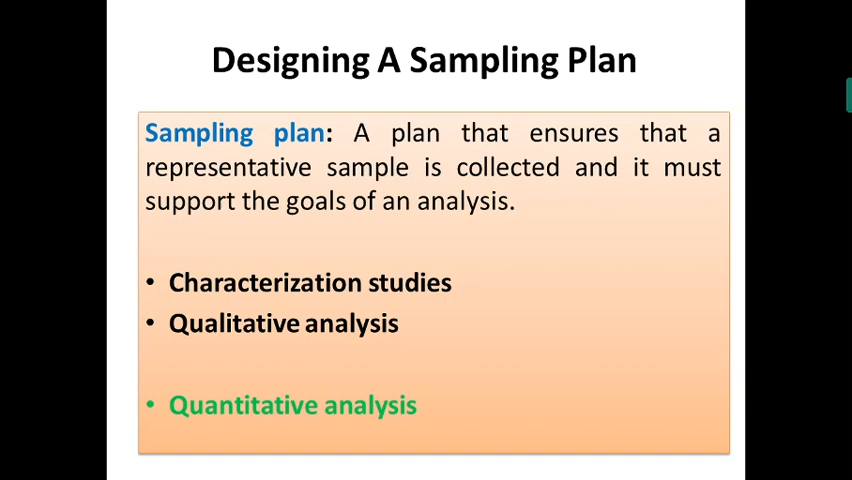 Designing A Sampling Plan
Sampling plan: A plan that ensures that a
representative sample is collected and it must
support the goals of an analysis.
• Characterization studies
• Qualitative analysis
• Quantitative analysis